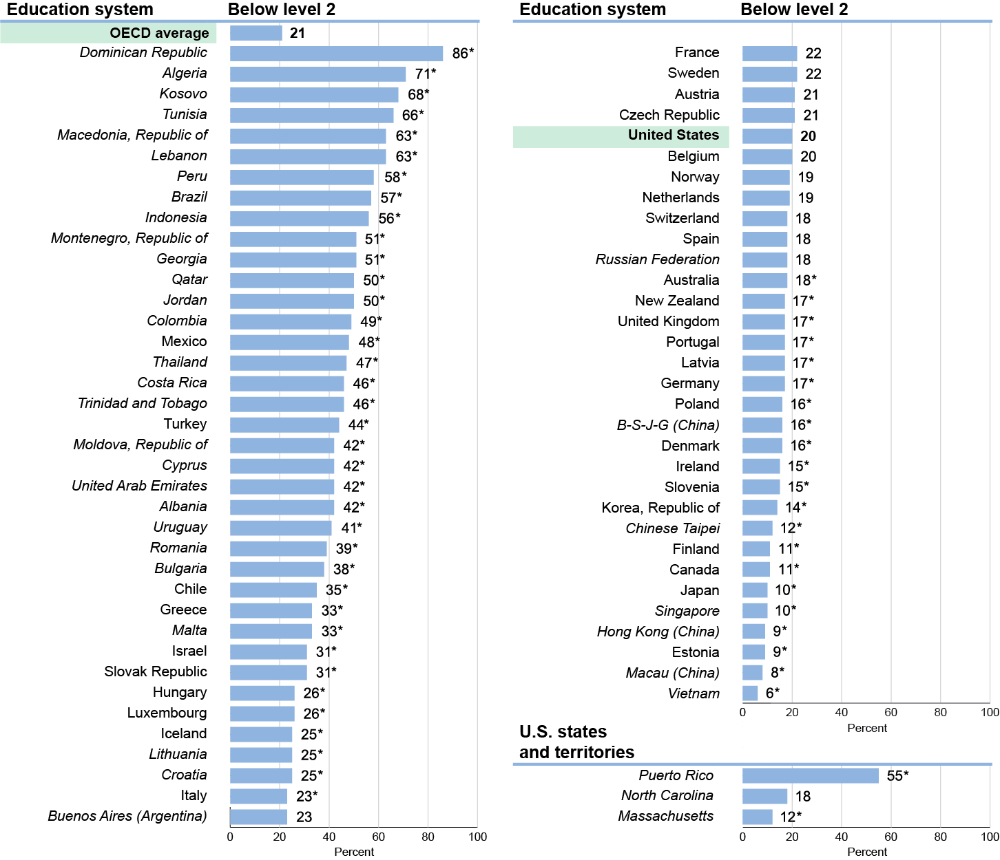 Education system Below level 2
OECD average 21
Dominican Republic 86*
Algeria 71*
Kosovo 68*
Tunisia 66*
Macedonia, Republic of 63*
Lebanon 63*
Peru 58*
Brazil 57*
Indonesia 56*
Montenegro, Republic of 51*
Georgia 51*
Qatar 50*
Jordan 50*
Colombia 49*
Mexico 48*
Thailand 47*
Costa Rica 46*
Trinidad and Tobago 46*
Turkey 44*
Moldova, Republic of 42*
Cyprus 42*
United Arab Emirates 42*
Albania 42*
Uruguay 41*
Romania 39*
Bulgaria 38*
Chile 35*
Greece 33*
Malta 33*
Israel 31*
Slovak Republic 31*
Hungary 26*
Luxembourg 26*
Iceland 25*
Lithuania 25*
Croatia 25*
Italy 23*
Buenos Aires (Argentina) 23
0 20 40 60 80 100
Percent
Education system Below level 2
France 22
Sweden 22
Austria 21
Czech Republic 21
United States 20
Belgium 20
Norway 19
Netherlands 19
Switzerland 18
Spain 18
Russian Federation 18
Australia 18*
New Zealand 17*
United Kingdom 17*
Portugal 17*
Latvia 17*
Germany 17*
Poland 16*
B-S-J-G (China) 16*
Denmark 16*
Ireland 15*
Slovenia 15*
Korea, Republic of 14*
Chinese Taipei 12*
Finland 11*
Canada 11*
Japan 10*
Singapore 10*
Hong Kong (China) 9*
Estonia 9*
Macau (China) 8*
Vietnam 6*
0 20 40 60 80 100
Percent
U.S. states
and territories
Puerto Rico 55*
North Carolina 18
Massachusetts 12*
0 20 40 60 80 100
Percent